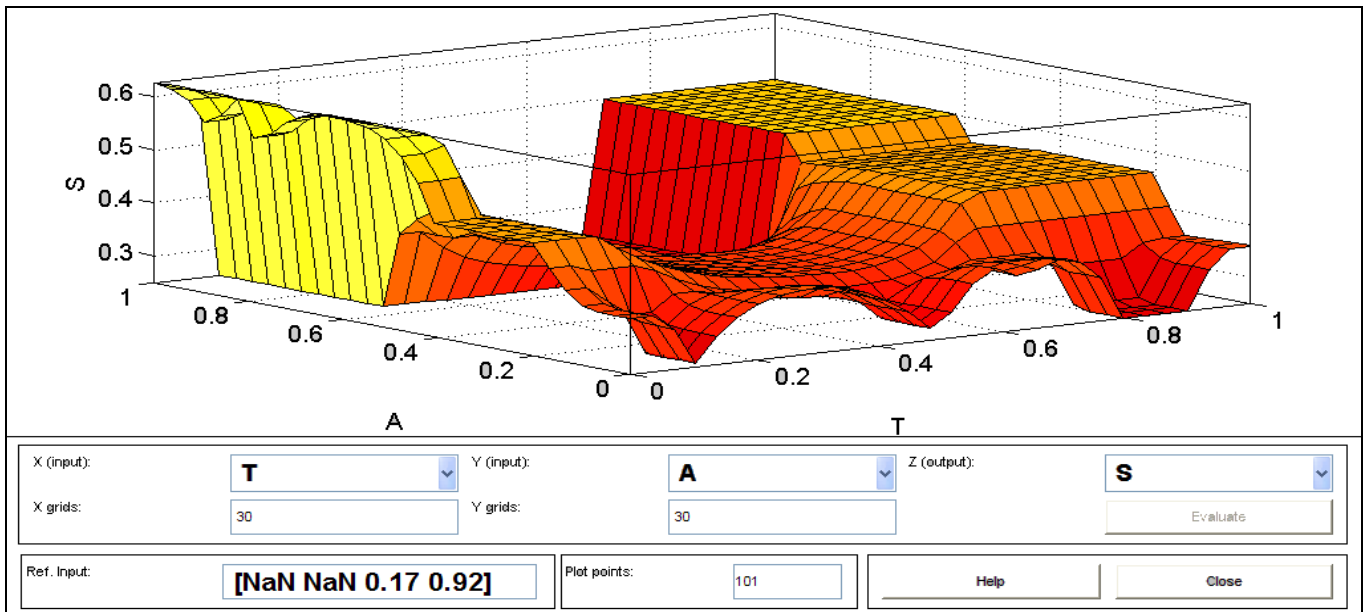 0.6
0.5
0.4
0.3
S
1
0.8
0.6
0.4
0.2
0
A
0
0.2
0.4
0.6
0.8
1
T
X (input): T Y (input): A Z (output): S
X grids: 30 Y grids: 30 Evaluate
Ref. Input: [NaN NaN 0.17 0.92] Plot points: 101 Help Close